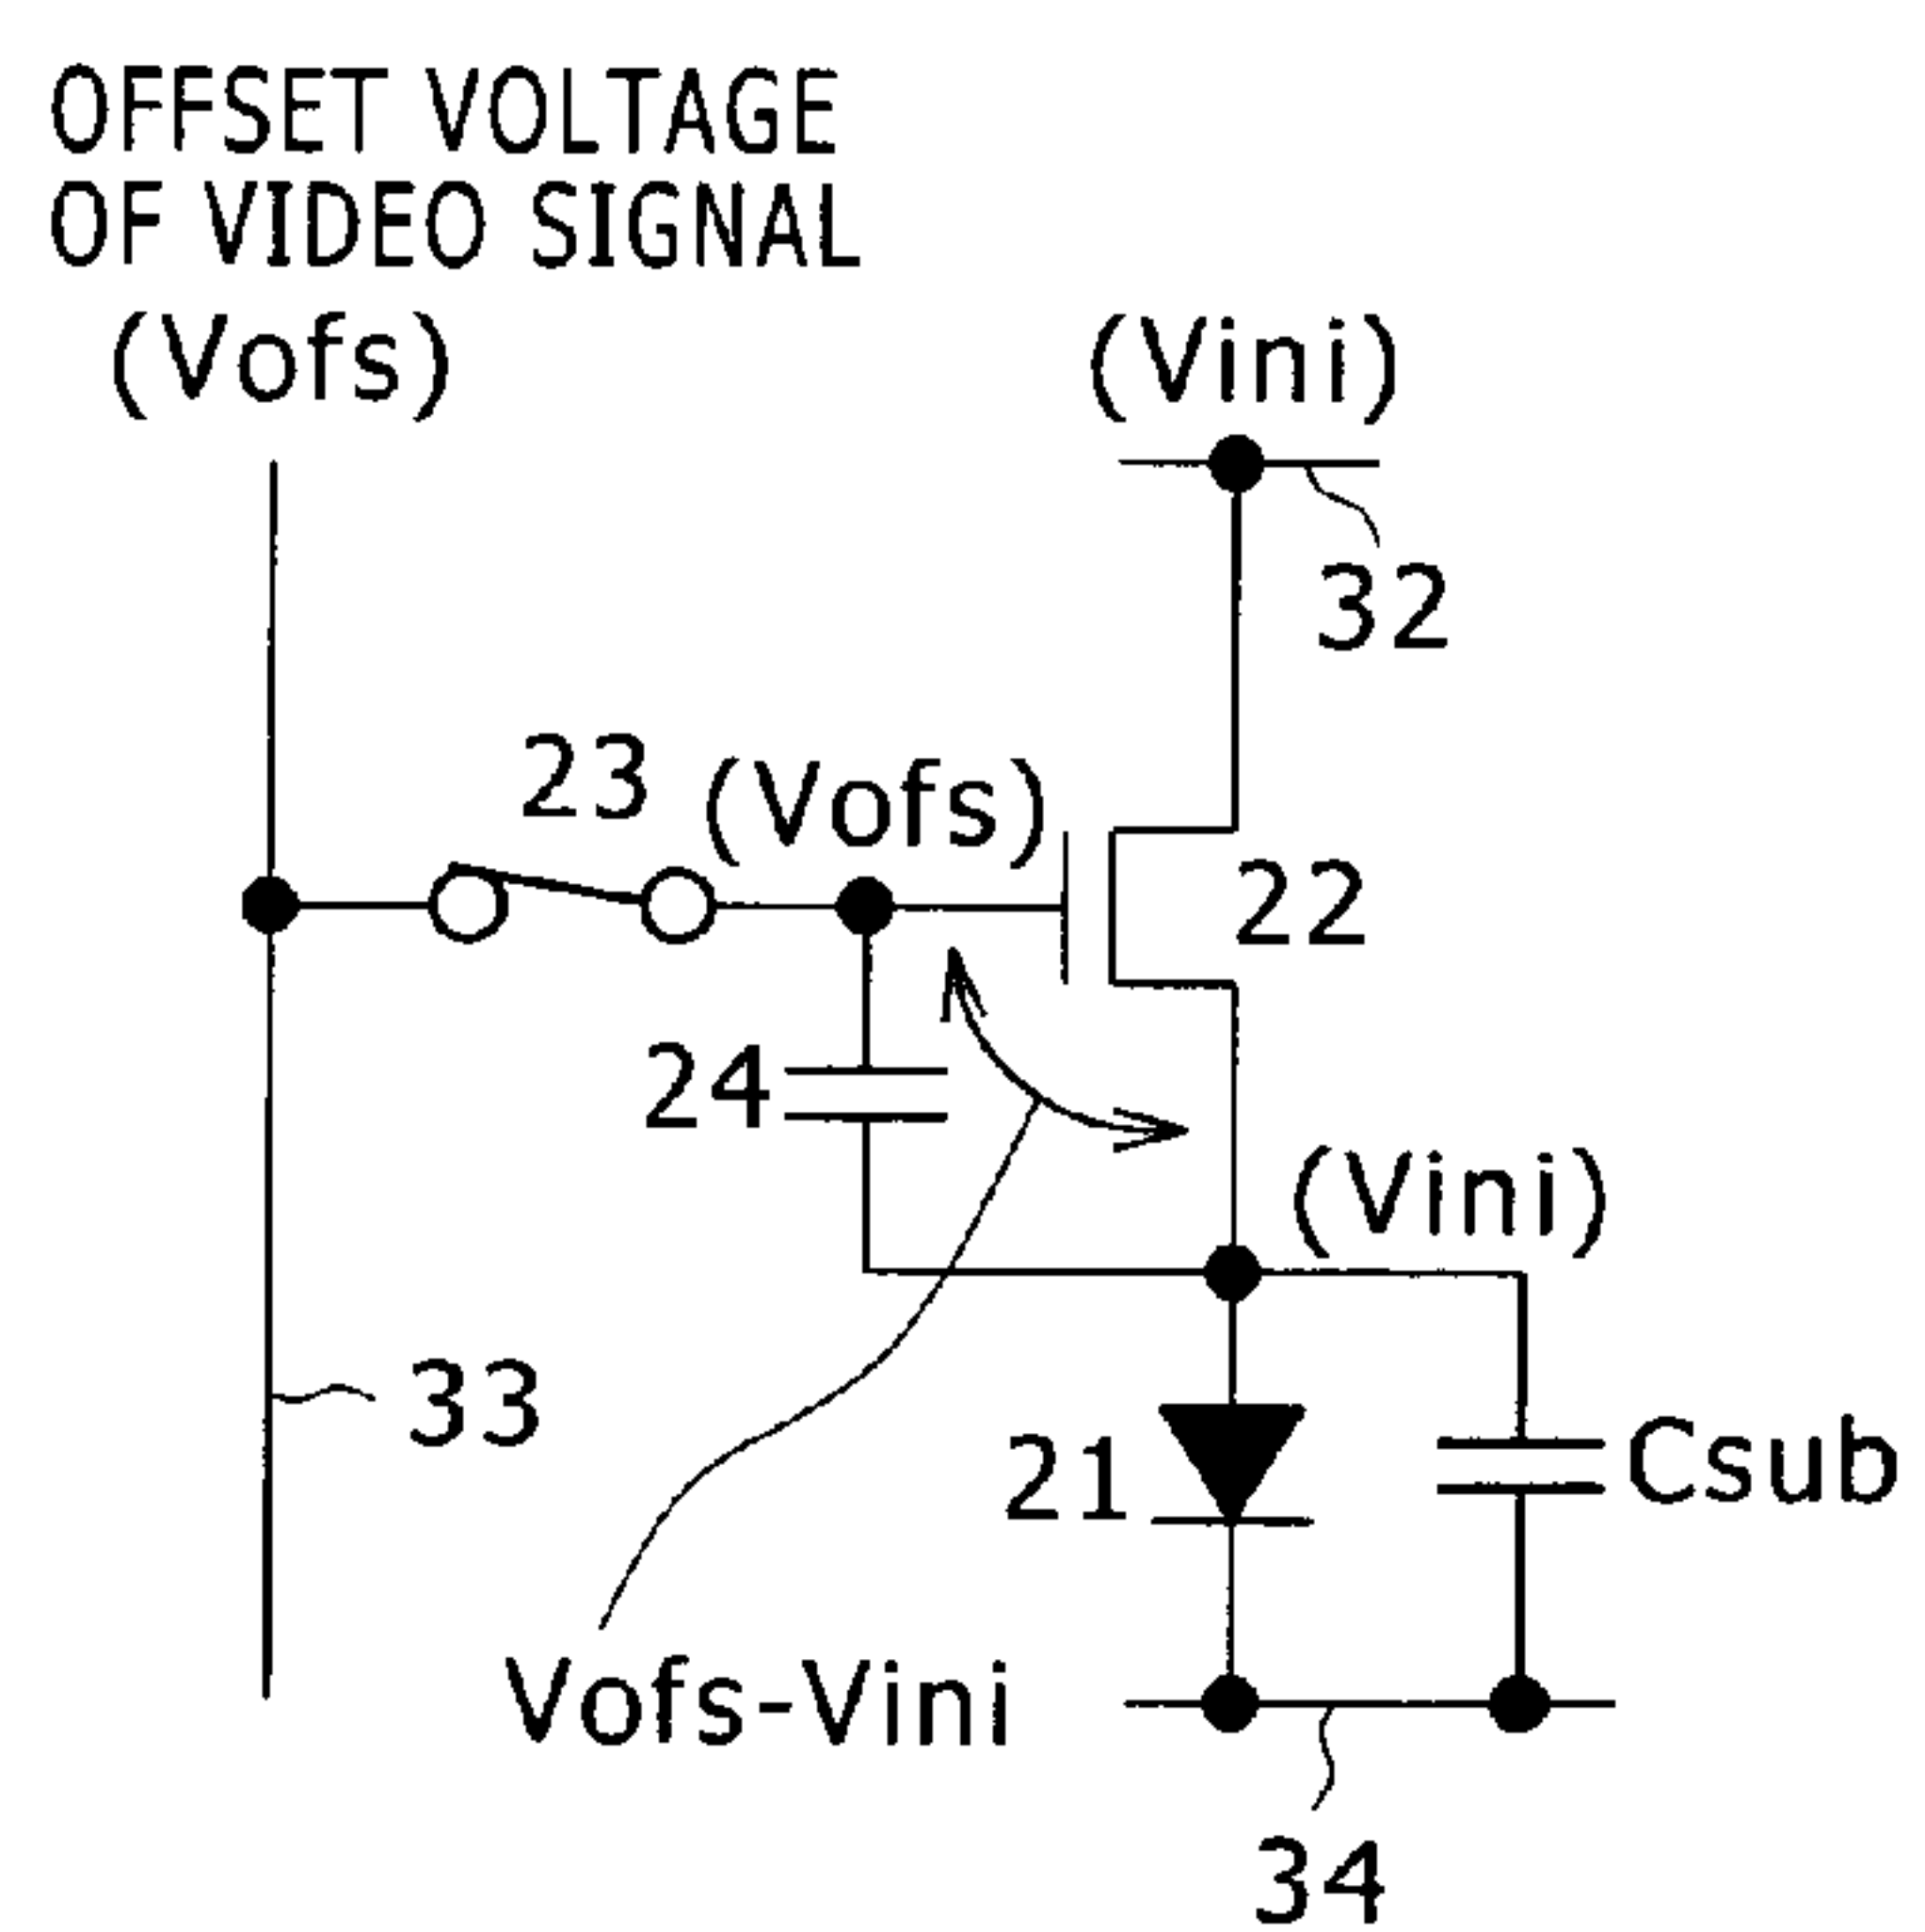 OFFSET VOLTAGE
OF VIDEO SIGNAL
(Vofs)
(Vini)
32
23
(Vofs)
22
24
(Vini)
33
21
Csub
Vofs-Vini
34